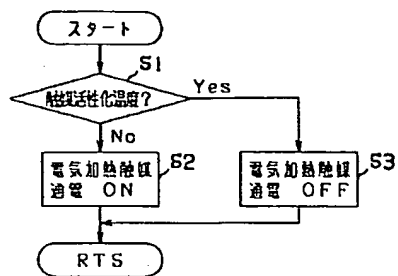 スタート
S1
触媒活性化温度?
Yes
No
電気加熱触媒
通電 ON
S2
電気加熱触媒
通電 OFF
S3
RTS